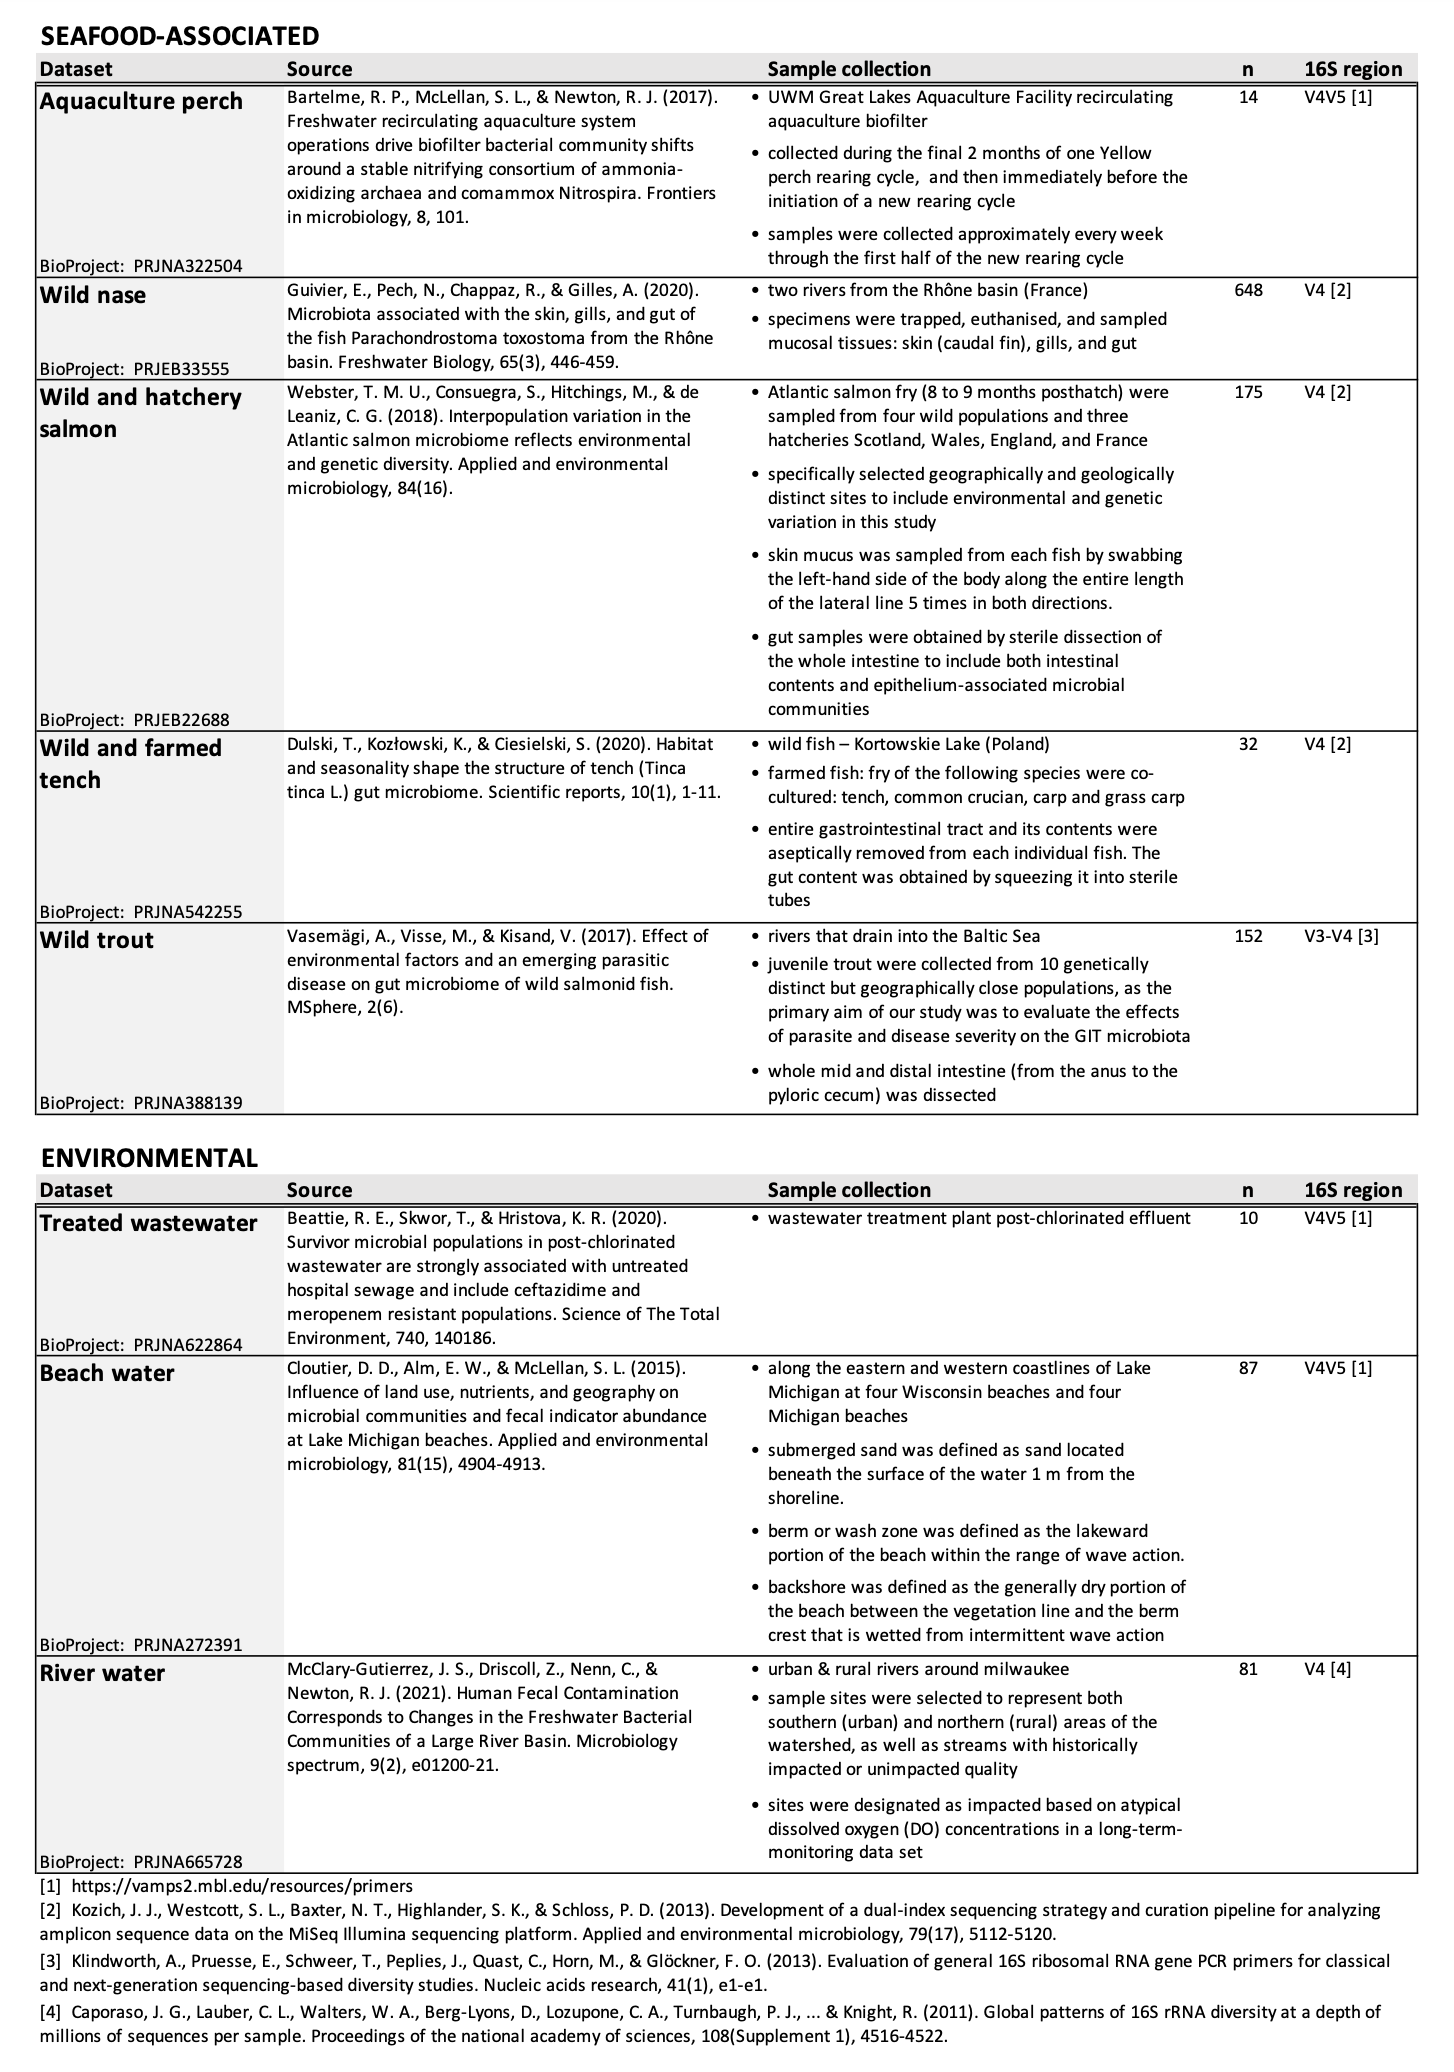 SEAFOOD-ASSOCIATED
Dataset Source Sample collection n 16S region
Aquaculture perch
BioProject: PRJNA322504
Bartelme, R. P., McLellan, S. L., & Newton, R. J. (2017).
Freshwater recirculating aquaculture system
operations drive biofilter bacterial community shifts
around a stable nitrifying consortium of ammonia-
oxidizing archaea and comammox Nitrospira. Frontiers
in microbiology, 8, 101.
• UWM Great Lakes Aquaculture Facility recirculating
aquaculture biofilter
• collected during the final 2 months of one Yellow
perch rearing cycle, and then immediately before the
initiation of a new rearing cycle
• samples were collected approximately every week
through the first half of the new rearing cycle
14
V4V5 [1]
Wild nase
BioProject: PRJEB33555
Guivier, E., Pech, N., Chappaz, R., & Gilles, A. (2020).
Microbiota associated with the skin, gills, and gut of
the fish Parachondrostoma toxostoma from the Rhône
basin. Freshwater Biology, 65(3), 446-459.
• two rivers from the Rhône basin (France)
• specimens were trapped, euthanised, and sampled
mucosal tissues: skin (caudal fin), gills, and gut
648
V4 [2]
Wild and hatchery
salmon
BioProject: PRJEB22688
Webster, T. M. U., Consuegra, S., Hitchings, M., & de
Leaniz, C. G. (2018). Interpopulation variation in the
Atlantic salmon microbiome reflects environmental
and genetic diversity. Applied and environmental
microbiology, 84(16).
• Atlantic salmon fry (8 to 9 months posthatch) were
sampled from four wild populations and three
hatcheries Scotland, Wales, England, and France
• specifically selected geographically and geologically
distinct sites to include environmental and genetic
variation in this study
• skin mucus was sampled from each fish by swabbing
the left-hand side of the body along the entire length
of the lateral line 5 times in both directions.
• gut samples were obtained by sterile dissection of
the whole intestine to include both intestinal
contents and epithelium-associated microbial
communities
175
V4 [2]
Wild and farmed
tench
BioProject: PRJNA542255
Dulski, T., Kozłowski, K., & Ciesielski, S. (2020). Habitat
and seasonality shape the structure of tench (Tinca
tinca L.) gut microbiome. Scientific reports, 10(1), 1-11.
• wild fish – Kortowskie Lake (Poland)
• farmed fish: fry of the following species were co-
cultured: tench, common crucian, carp and grass carp
• entire gastrointestinal tract and its contents were
aseptically removed from each individual fish. The
gut content was obtained by squeezing it into sterile
tubes
32
V4 [2]
Wild trout
BioProject: PRJNA388139
Vasemägi, A., Visse, M., & Kisand, V. (2017). Effect of
environmental factors and an emerging parasitic
disease on gut microbiome of wild salmonid fish.
MSphere, 2(6).
• rivers that drain into the Baltic Sea
• juvenile trout were collected from 10 genetically
distinct but geographically close populations, as the
primary aim of our study was to evaluate the effects
of parasite and disease severity on the GIT microbiota
• whole mid and distal intestine (from the anus to the
pyloric cecum) was dissected
152
V3-V4 [3]
ENVIRONMENTAL
Dataset Source Sample collection n 16S region
Treated wastewater
BioProject: PRJNA622864
Beattie, R. E., Skwor, T., & Hristova, K. R. (2020).
Survivor microbial populations in post-chlorinated
wastewater are strongly associated with untreated
hospital sewage and include ceftazidime and
meropenem resistant populations. Science of The Total
Environment, 740, 140186.
• wastewater treatment plant post-chlorinated effluent
10
V4V5 [1]
Beach water
BioProject: PRJNA272391
Cloutier, D. D., Alm, E. W., & McLellan, S. L. (2015).
Influence of land use, nutrients, and geography on
microbial communities and fecal indicator abundance
at Lake Michigan beaches. Applied and environmental
microbiology, 81(15), 4904-4913.
• along the eastern and western coastlines of Lake
Michigan at four Wisconsin beaches and four
Michigan beaches
• submerged sand was defined as sand located
beneath the surface of the water 1 m from the
shoreline.
• berm or wash zone was defined as the lakeward
portion of the beach within the range of wave action.
• backshore was defined as the generally dry portion of
the beach between the vegetation line and the berm
crest that is wetted from intermittent wave action
87
V4V5 [1]
River water
BioProject: PRJNA665728
McClary-Gutierrez, J. S., Driscoll, Z., Nenn, C., &
Newton, R. J. (2021). Human Fecal Contamination
Corresponds to Changes in the Freshwater Bacterial
Communities of a Large River Basin. Microbiology
spectrum, 9(2), e01200-21.
• urban & rural rivers around milwaukee
• sample sites were selected to represent both
southern (urban) and northern (rural) areas of the
watershed, as well as streams with historically
impacted or unimpacted quality
• sites were designated as impacted based on atypical
dissolved oxygen (DO) concentrations in a long-term-
monitoring data set
81
V4 [4]
[1] https://vamps2.mbl.edu/resources/primers
[2] Kozich, J. J., Westcott, S. L., Baxter, N. T., Highlander, S. K., & Schloss, P. D. (2013). Development of a dual-index sequencing strategy and curation pipeline for analyzing
amplicon sequence data on the MiSeq Illumina sequencing platform. Applied and environmental microbiology, 79(17), 5112-5120.
[3] Klindworth, A., Pruesse, E., Schweer, T., Peplies, J., Quast, C., Horn, M., & Glöckner, F. O. (2013). Evaluation of general 16S ribosomal RNA gene PCR primers for classical
and next-generation sequencing-based diversity studies. Nucleic acids research, 41(1), e1-e1.
[4] Caporaso, J. G., Lauber, C. L., Walters, W. A., Berg-Lyons, D., Lozupone, C. A., Turnbaugh, P. J., ... & Knight, R. (2011). Global patterns of 16S rRNA diversity at a depth of
millions of sequences per sample. Proceedings of the national academy of sciences, 108(Supplement 1), 4516-4522.